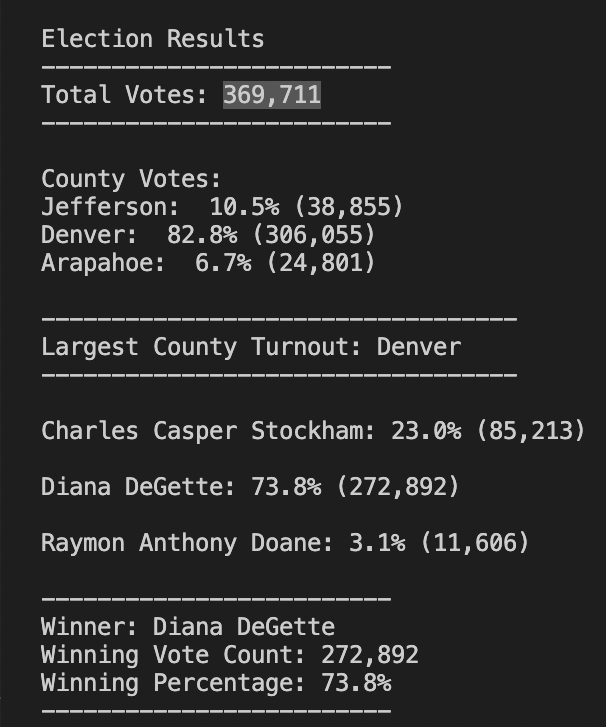 Election Results
-------------------------
Total Votes: 369,711
-------------------------
County Votes:
Jefferson:  10.5% (38,855)
Denver:  82.8% (306,055)
Arapahoe:  6.7% (24,801)
----------------------------------
Largest County Turnout: Denver
----------------------------------
Charles Casper Stockham: 23.0% (85,213)
Diana DeGette: 73.8% (272,892)
Raymon Anthony Doane: 3.1% (11,606)
-------------------------
Winner: Diana DeGette
Winning Vote Count: 272,892
Winning Percentage: 73.8%
-------------------------